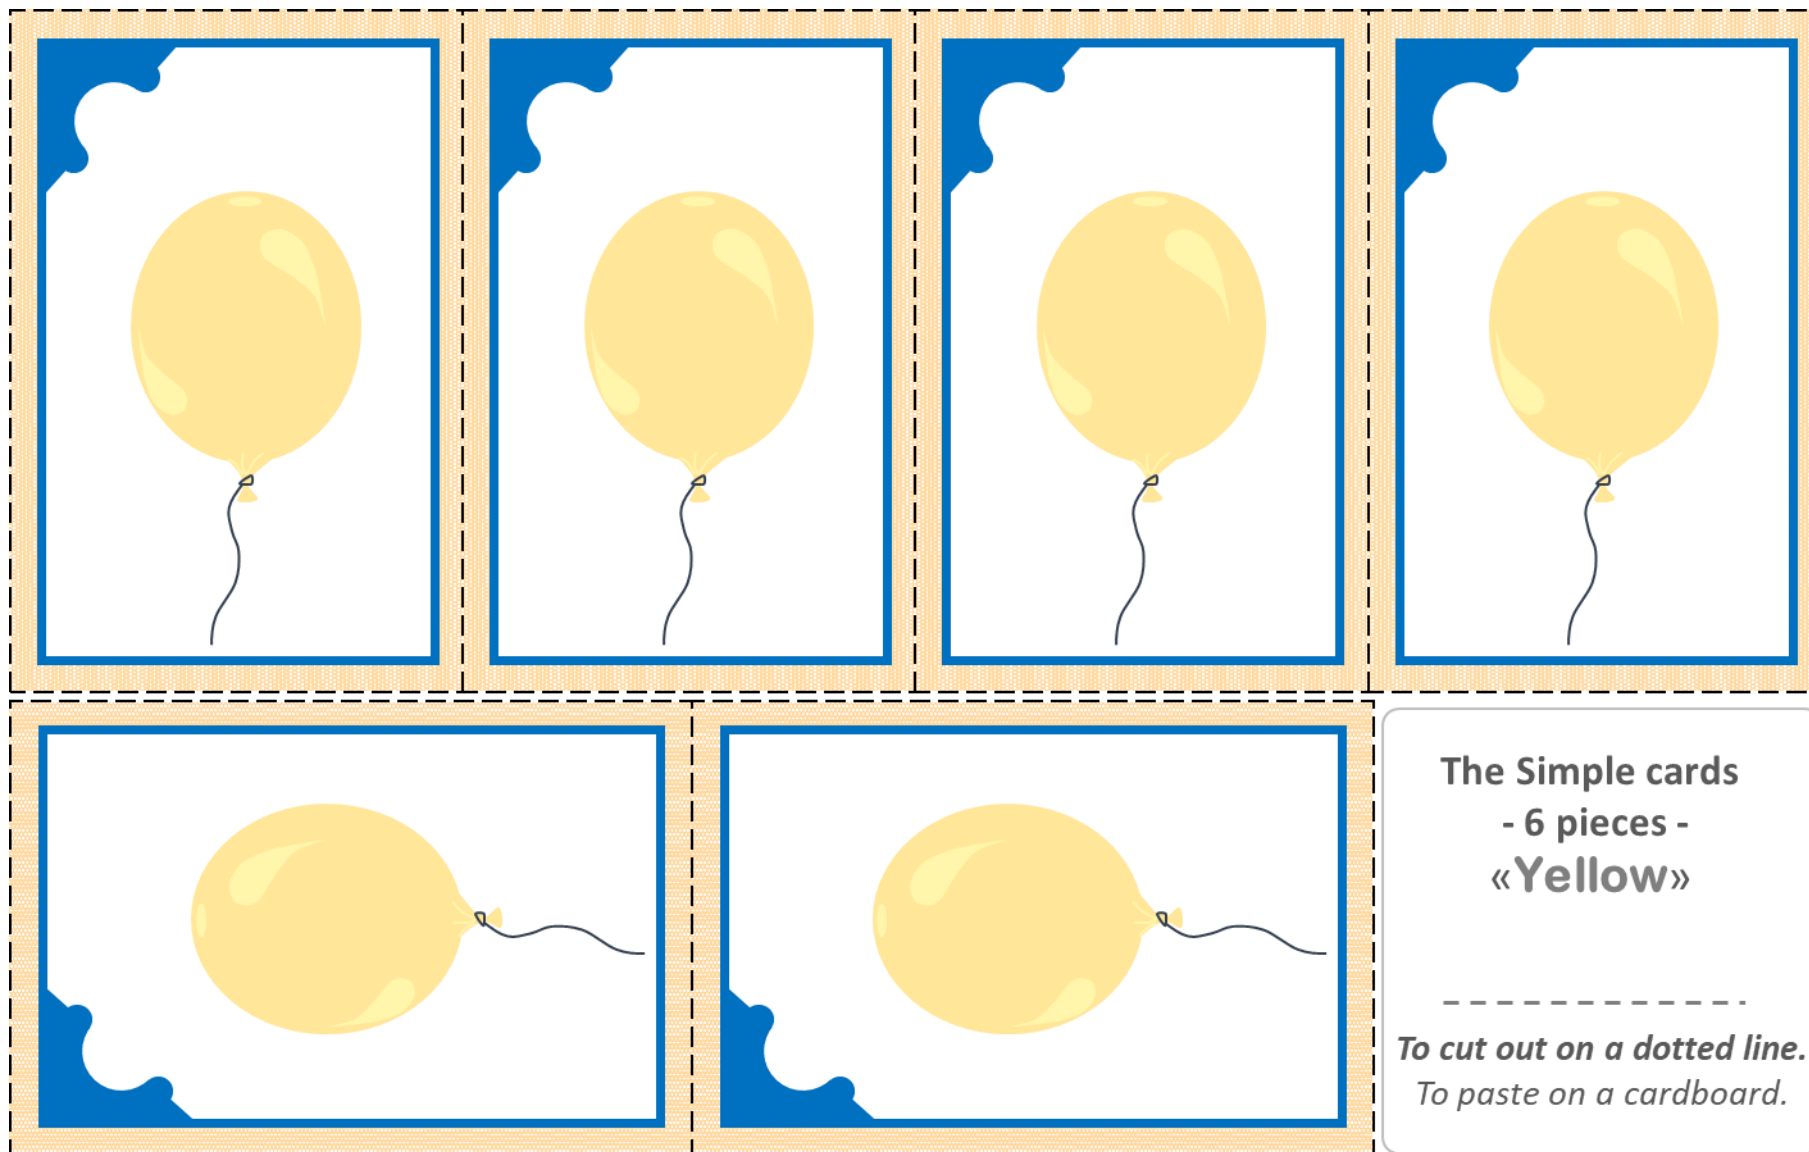 The Simple cards
- 6 pieces -
«Yellow»
To cut out on a dotted line.
To paste on a cardboard.